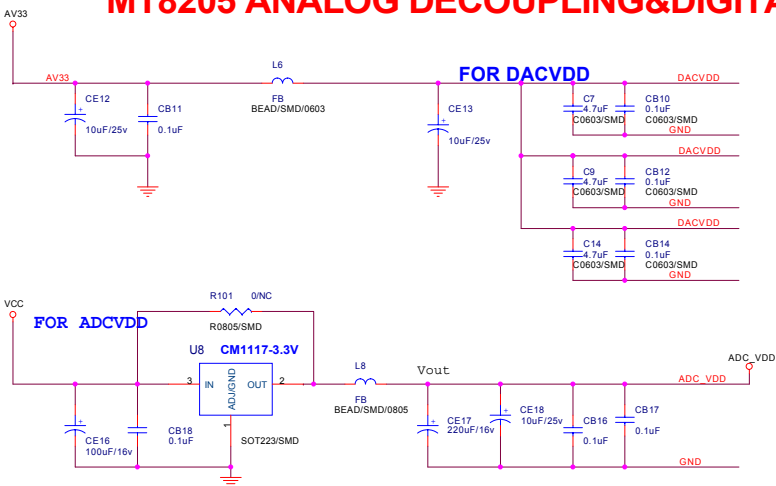 MT8205 ANALOG DECOUPLING&DIGITA
AV33
AV33
L6
FB
BEAD/SMD/0603
FOR DACVDD
DACVDD
CE12
10uF/25v
CB11
0.1uF
CE13
10uF/25v
C7
4.7uF
C0603/SMD
CB10
0.1uF
C0603/SMD
GND
DACVDD
C9
4.7uF
C0603/SMD
CB12
0.1uF
C0603/SMD
GND
DACVDD
C14
4.7uF
C0603/SMD
CB14
0.1uF
C0603/SMD
GND
VCC
FOR ADCVDD
R101 0/NC
R0805/SMD
U8 CM1117-3.3V
3 IN ADJ/GND OUT 2
1
SOT223/SMD
L8
FB
BEAD/SMD/0805
Vout
ADC_VDD
ADC_VDD
CE16
100uF/16v
CB18
0.1uF
CE17
220uF/16v
CE18
10uF/25v
CB16
0.1uF
CB17
0.1uF
GND